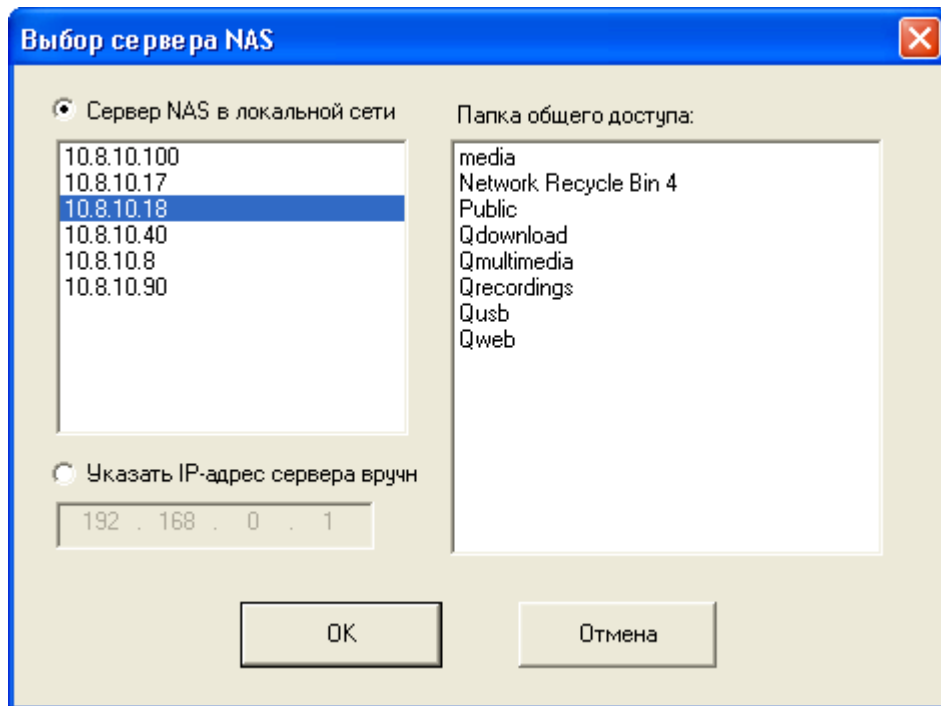 Выбор сервера NAS
Сервер NAS в локальной сети
10.8.10.100
10.8.10.17
10.8.10.18
10.8.10.40
10.8.10.8
10.8.10.90
Указать IP-адрес сервера вручн
192 . 168 . 0 . 1
Папка общего доступа:
media
Network Recycle Bin 4
Public
Qdownload
Qmultimedia
Qrecordings
Qusb
Qweb
OK
Отмена